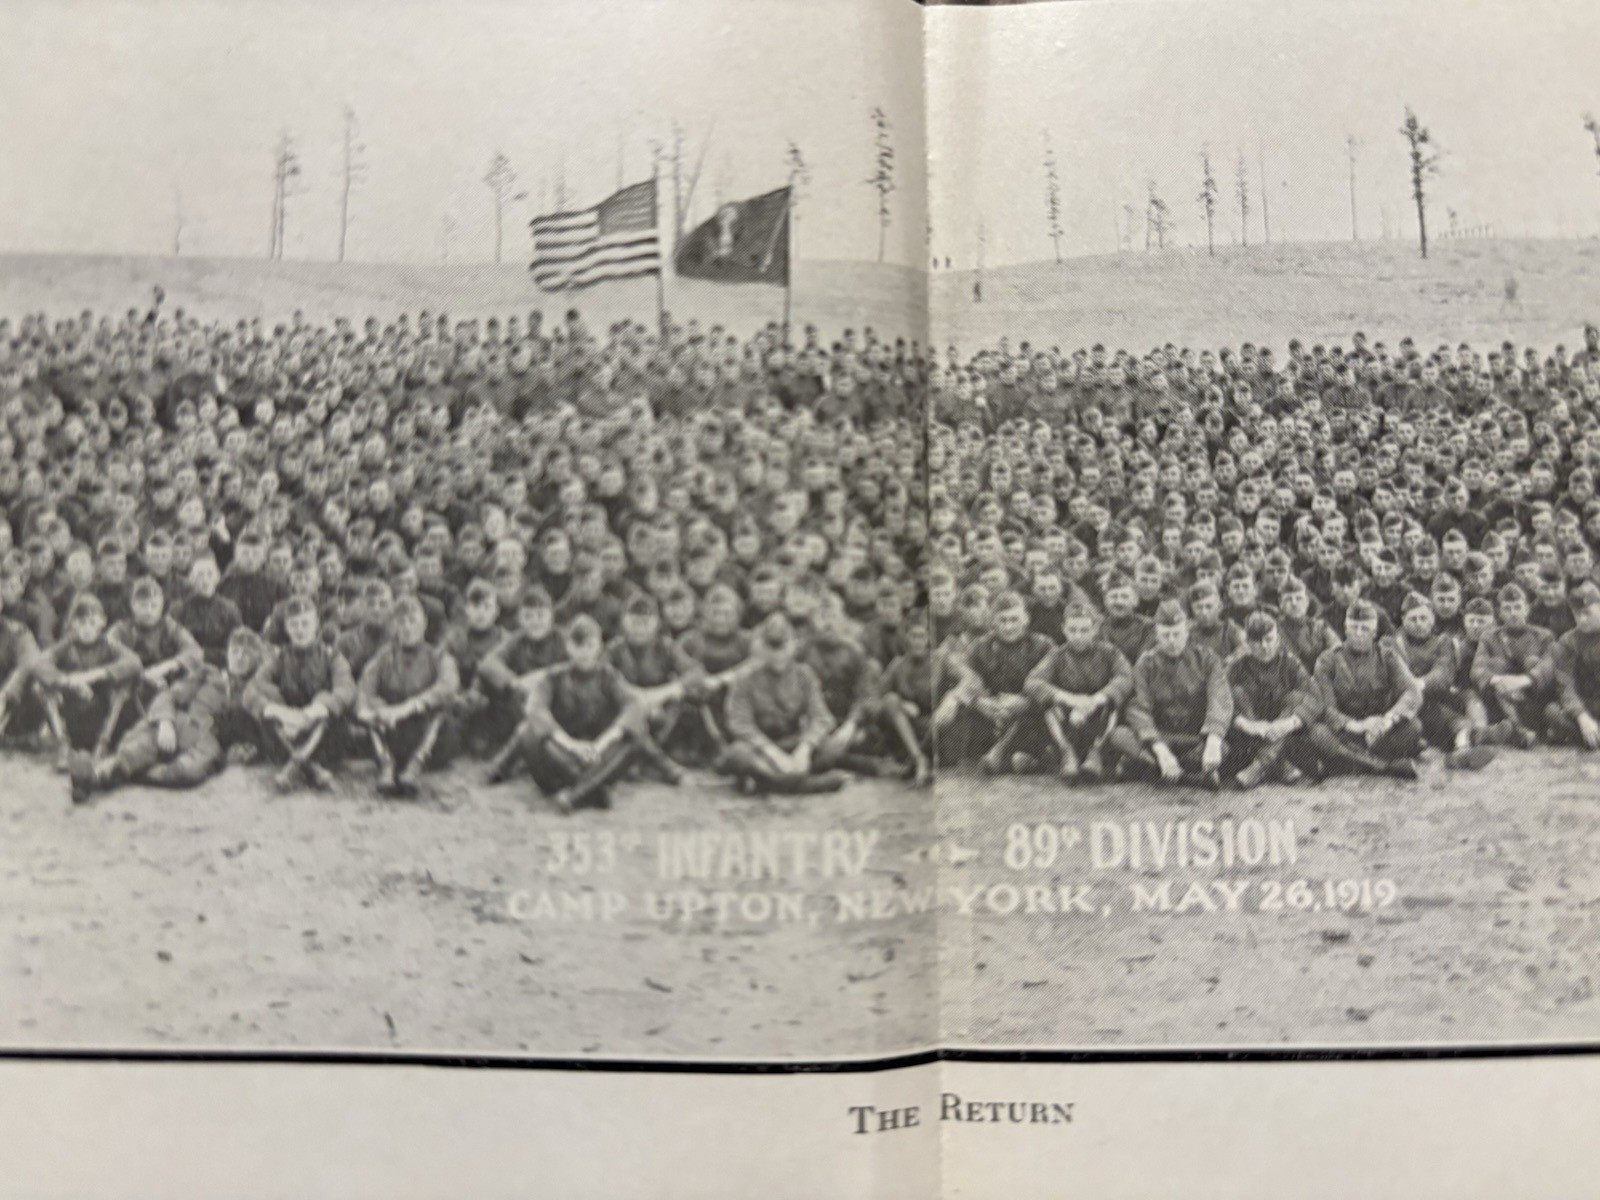 353rd INFANTRY — 89th DIVISION
CAMP UPTON, NEW YORK, MAY 26, 1919
THE RETURN